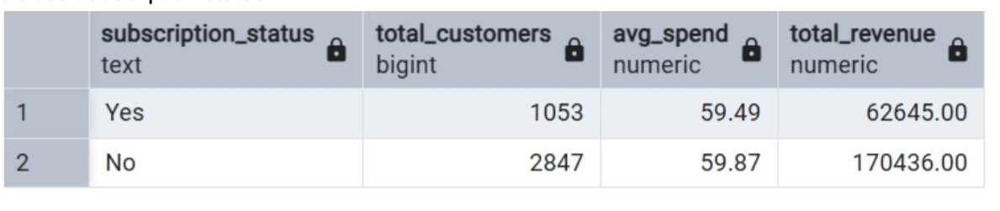 subscription_status total_customers avg_spend total_revenue
text bigint numeric numeric
1 Yes 1053 59.49 62645.00
2 No 2847 59.87 170436.00